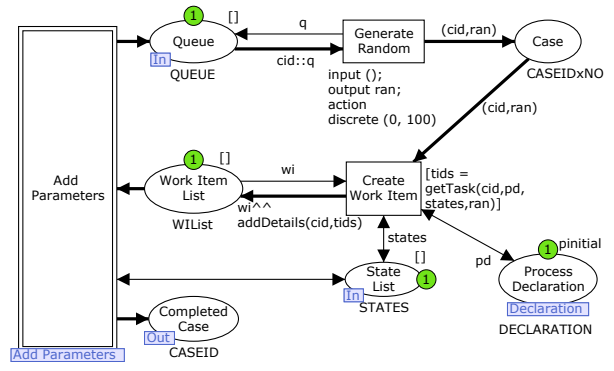 1
[]
q
Queue
In
QUEUE
cid::q
Generate
Random
input ();
output ran;
action
discrete (0, 100)
(cid,ran)
Case
CASEIDxNO
(cid,ran)
Add
Parameters
Add Parameters
1
[]
wi
Work Item
List
WIList
wi^^
addDetails(cid,tids)
Create
Work Item
[tids =
getTask(cid,pd,
states,ran)]
states
[]
State
List
1
In
STATES
pd
1
pinitial
Process
Declaration
Declaration
DECLARATION
Completed
Case
Out
CASEID